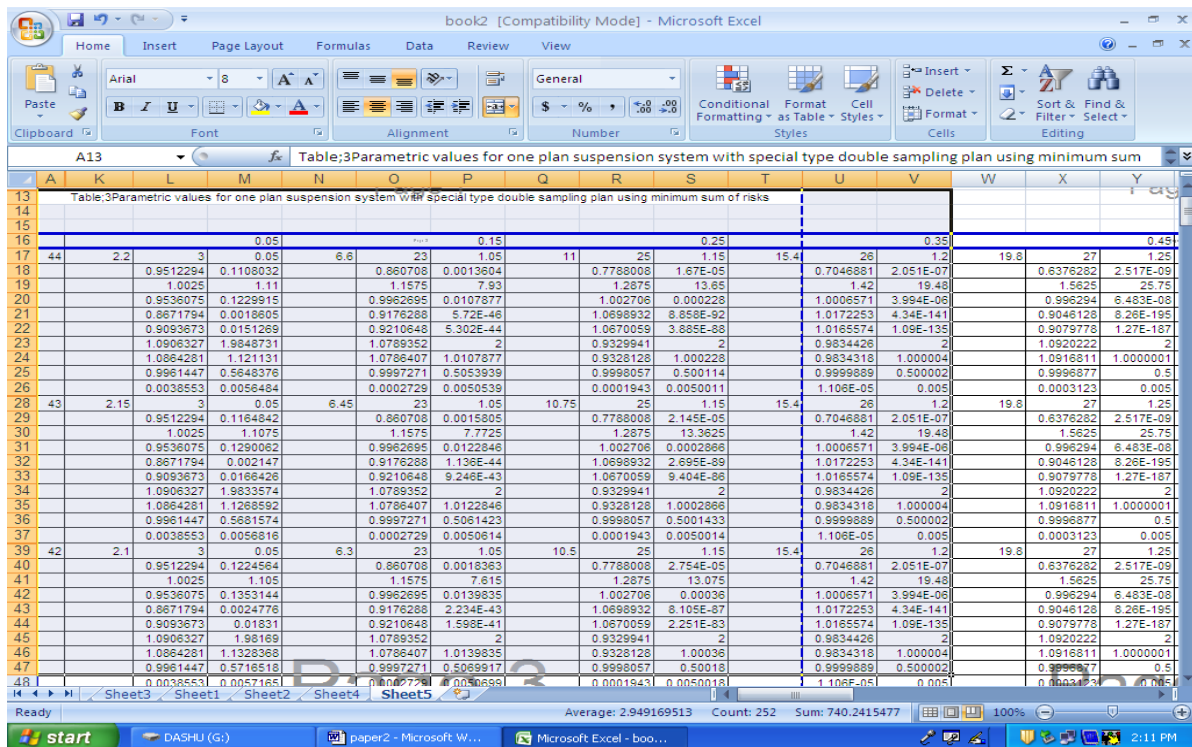 book2 [Compatibility Mode] - Microsoft Excel
Home Insert Page Layout Formulas Data Review View
Arial 8 General Insert
Paste Conditional Format Cell Delete Sort & Find &
B I U $ % , Formatting as Table Styles Format Filter Select
Clipboard Font Alignment Number Styles Cells Editing
A13 fx Table;3Parametric values for one plan suspension system with special type double sampling plan using minimum sum
A K L M N O P Q R S T U V W X Y
13 Table;3Parametric values for one plan suspension system with special type double sampling plan using minimum sum of risks
14
15
16 0.05 Page 3 0.15 0.25 0.35 0.45
17 44 2.2 3 0.05 6.6 23 1.05 11 25 1.15 15.4 26 1.2 19.8 27 1.25
18 0.9512294 0.1108032 0.860708 0.0013604 0.7788008 1.67E-05 0.7046881 2.051E-07 0.6376282 2.517E-09
19 1.0025 1.11 1.1575 7.93 1.2875 13.65 1.42 19.48 1.5625 25.75
20 0.9536075 0.1229915 0.9962695 0.0107877 1.002706 0.000228 1.0006571 3.994E-06 0.996294 6.483E-08
21 0.8671794 0.0018605 0.9176288 5.72E-46 1.0698932 8.858E-92 1.0172253 4.34E-141 0.9046128 8.26E-195
22 0.9093673 0.0151269 0.9210648 5.302E-44 1.0670059 3.885E-88 1.0165574 1.09E-135 0.9079778 1.27E-187
23 1.0906327 1.9848731 1.0789352 2 0.9329941 2 0.9834426 2 1.0920222 2
24 1.0864281 1.121131 1.0786407 1.0107877 0.9328128 1.000228 0.9834318 1.000004 1.0916811 1.0000001
25 0.9961447 0.5648376 0.9997271 0.5053939 0.9998057 0.500114 0.9999889 0.500002 0.9996877 0.5
26 0.0038553 0.0056484 0.0002729 0.0050539 0.0001943 0.0050011 1.106E-05 0.005 0.0003123 0.005
28 43 2.15 3 0.05 6.45 23 1.05 10.75 25 1.15 15.4 26 1.2 19.8 27 1.25
29 0.9512294 0.1164842 0.860708 0.0015805 0.7788008 2.145E-05 0.7046881 2.051E-07 0.6376282 2.517E-09
30 1.0025 1.1075 1.1575 7.7725 1.2875 13.3625 1.42 19.48 1.5625 25.75
31 0.9536075 0.1290062 0.9962695 0.0122846 1.002706 0.0002866 1.0006571 3.994E-06 0.996294 6.483E-08
32 0.8671794 0.002147 0.9176288 1.136E-44 1.0698932 2.695E-89 1.0172253 4.34E-141 0.9046128 8.26E-195
33 0.9093673 0.0166426 0.9210648 9.246E-43 1.0670059 9.404E-86 1.0165574 1.09E-135 0.9079778 1.27E-187
34 1.0906327 1.9833574 1.0789352 2 0.9329941 2 0.9834426 2 1.0920222 2
35 1.0864281 1.1268592 1.0786407 1.0122846 0.9328128 1.0002866 0.9834318 1.000004 1.0916811 1.0000001
36 0.9961447 0.5681574 0.9997271 0.5061423 0.9998057 0.5001433 0.9999889 0.500002 0.9996877 0.5
37 0.0038553 0.0056816 0.0002729 0.0050614 0.0001943 0.0050014 1.106E-05 0.005 0.0003123 0.005
39 42 2.1 3 0.05 6.3 23 1.05 10.5 25 1.15 15.4 26 1.2 19.8 27 1.25
40 0.9512294 0.1224564 0.860708 0.0018363 0.7788008 2.754E-05 0.7046881 2.051E-07 0.6376282 2.517E-09
41 1.0025 1.105 1.1575 7.615 1.2875 13.075 1.42 19.48 1.5625 25.75
42 0.9536075 0.1353144 0.9962695 0.0139835 1.002706 0.00036 1.0006571 3.994E-06 0.996294 6.483E-08
43 0.8671794 0.0024776 0.9176288 2.234E-43 1.0698932 8.105E-87 1.0172253 4.34E-141 0.9046128 8.26E-195
44 0.9093673 0.01831 0.9210648 1.598E-41 1.0670059 2.251E-83 1.0165574 1.09E-135 0.9079778 1.27E-187
45 1.0906327 1.98169 1.0789352 2 0.9329941 2 0.9834426 2 1.0920222 2
46 1.0864281 1.1328368 1.0786407 1.0139835 0.9328128 1.00036 0.9834318 1.000004 1.0916811 1.0000001
47 0.9961447 0.5716518 0.9997271 0.5069917 0.9998057 0.50018 0.9999889 0.500002 0.9996877 0.5
48 0.0038553 0.0057165 0.0002729 0.0050699 0.0001943 0.0050018 1.106E-05 0.005 0.0003123 0.005
Page 3
Sheet3 Sheet1 Sheet2 Sheet4 Sheet5
Ready Average: 2.949169513 Count: 252 Sum: 740.2415477 100%
start DASHU (G:) paper2 - Microsoft W... Microsoft Excel - boo... 2:11 PM